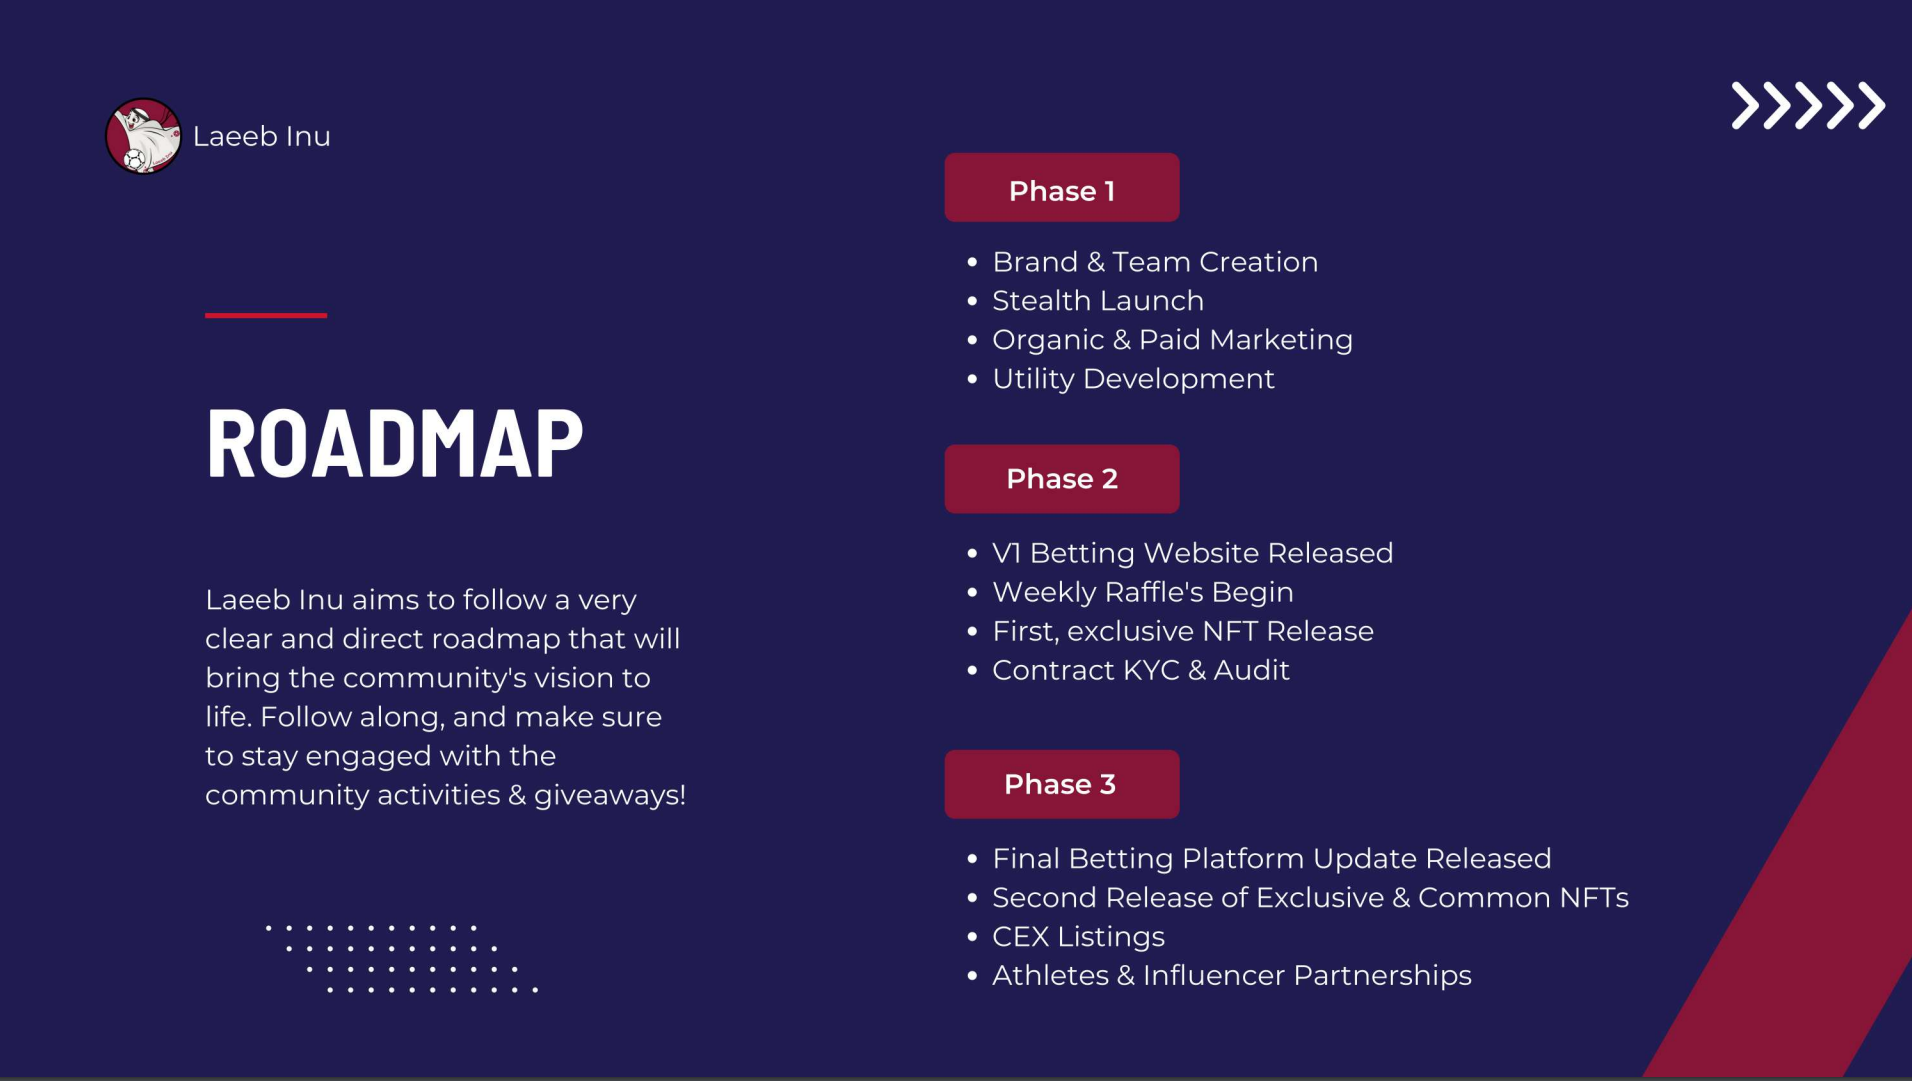 Laeeb Inu
ROADMAP
Laeeb Inu aims to follow a very
clear and direct roadmap that will
bring the community's vision to
life. Follow along, and make sure
to stay engaged with the
community activities & giveaways!
Phase 1
• Brand & Team Creation
• Stealth Launch
• Organic & Paid Marketing
• Utility Development
Phase 2
• V1 Betting Website Released
• Weekly Raffle's Begin
• First, exclusive NFT Release
• Contract KYC & Audit
Phase 3
• Final Betting Platform Update Released
• Second Release of Exclusive & Common NFTs
• CEX Listings
• Athletes & Influencer Partnerships